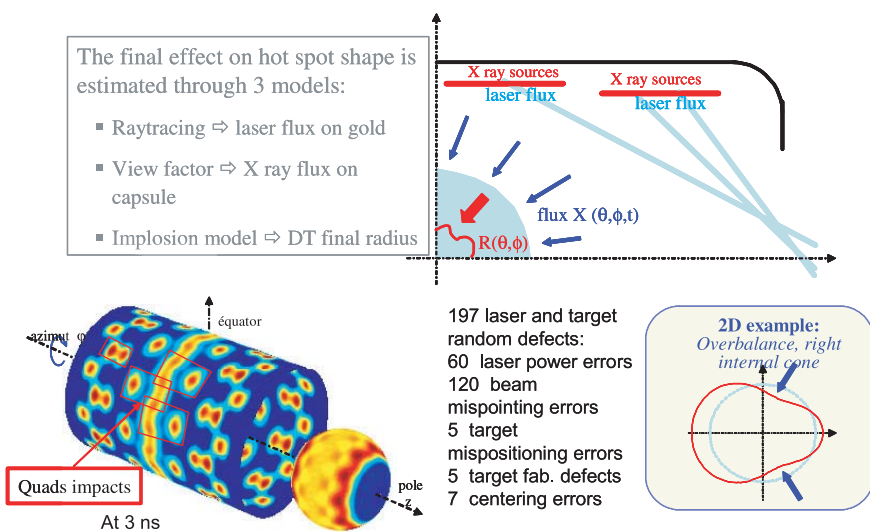 The final effect on hot spot shape is
estimated through 3 models:
▪ Raytracing ⇨ laser flux on gold
▪ View factor ⇨ X ray flux on
capsule
▪ Implosion model ⇨ DT final radius
X ray sources
laser flux
X ray sources
laser flux
flux X (θ,ϕ,t)
R(θ,ϕ)
équator
azimut φ
Quads impacts
At 3 ns
pole
z
197 laser and target
random defects:
60 laser power errors
120 beam
mispointing errors
5 target
mispositioning errors
5 target fab. defects
7 centering errors
2D example:
Overbalance, right
internal cone